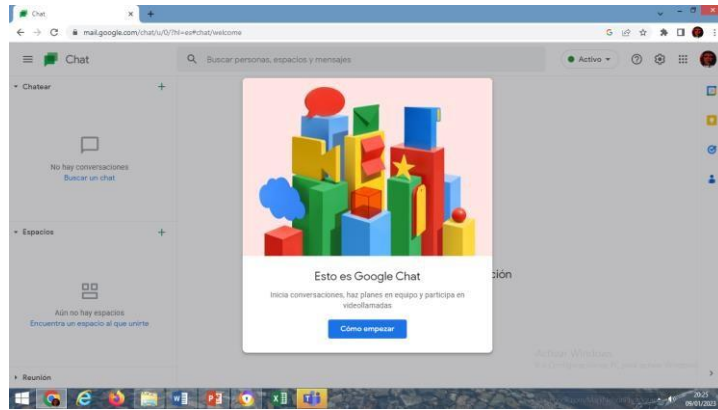 Chat
mail.google.com/chat/u/0/?hl=es#chat/welcome
Chat
Buscar personas, espacios y mensajes
Activo
Chatear
No hay conversaciones
Buscar un chat
Espacios
Aún no hay espacios
Encuentra un espacio al que unirte
Reunión
ción
Esto es Google Chat
Inicia conversaciones, haz planes en equipo y participa en
videollamadas
Cómo empezar
Activar Windows
20:25
09/01/2023